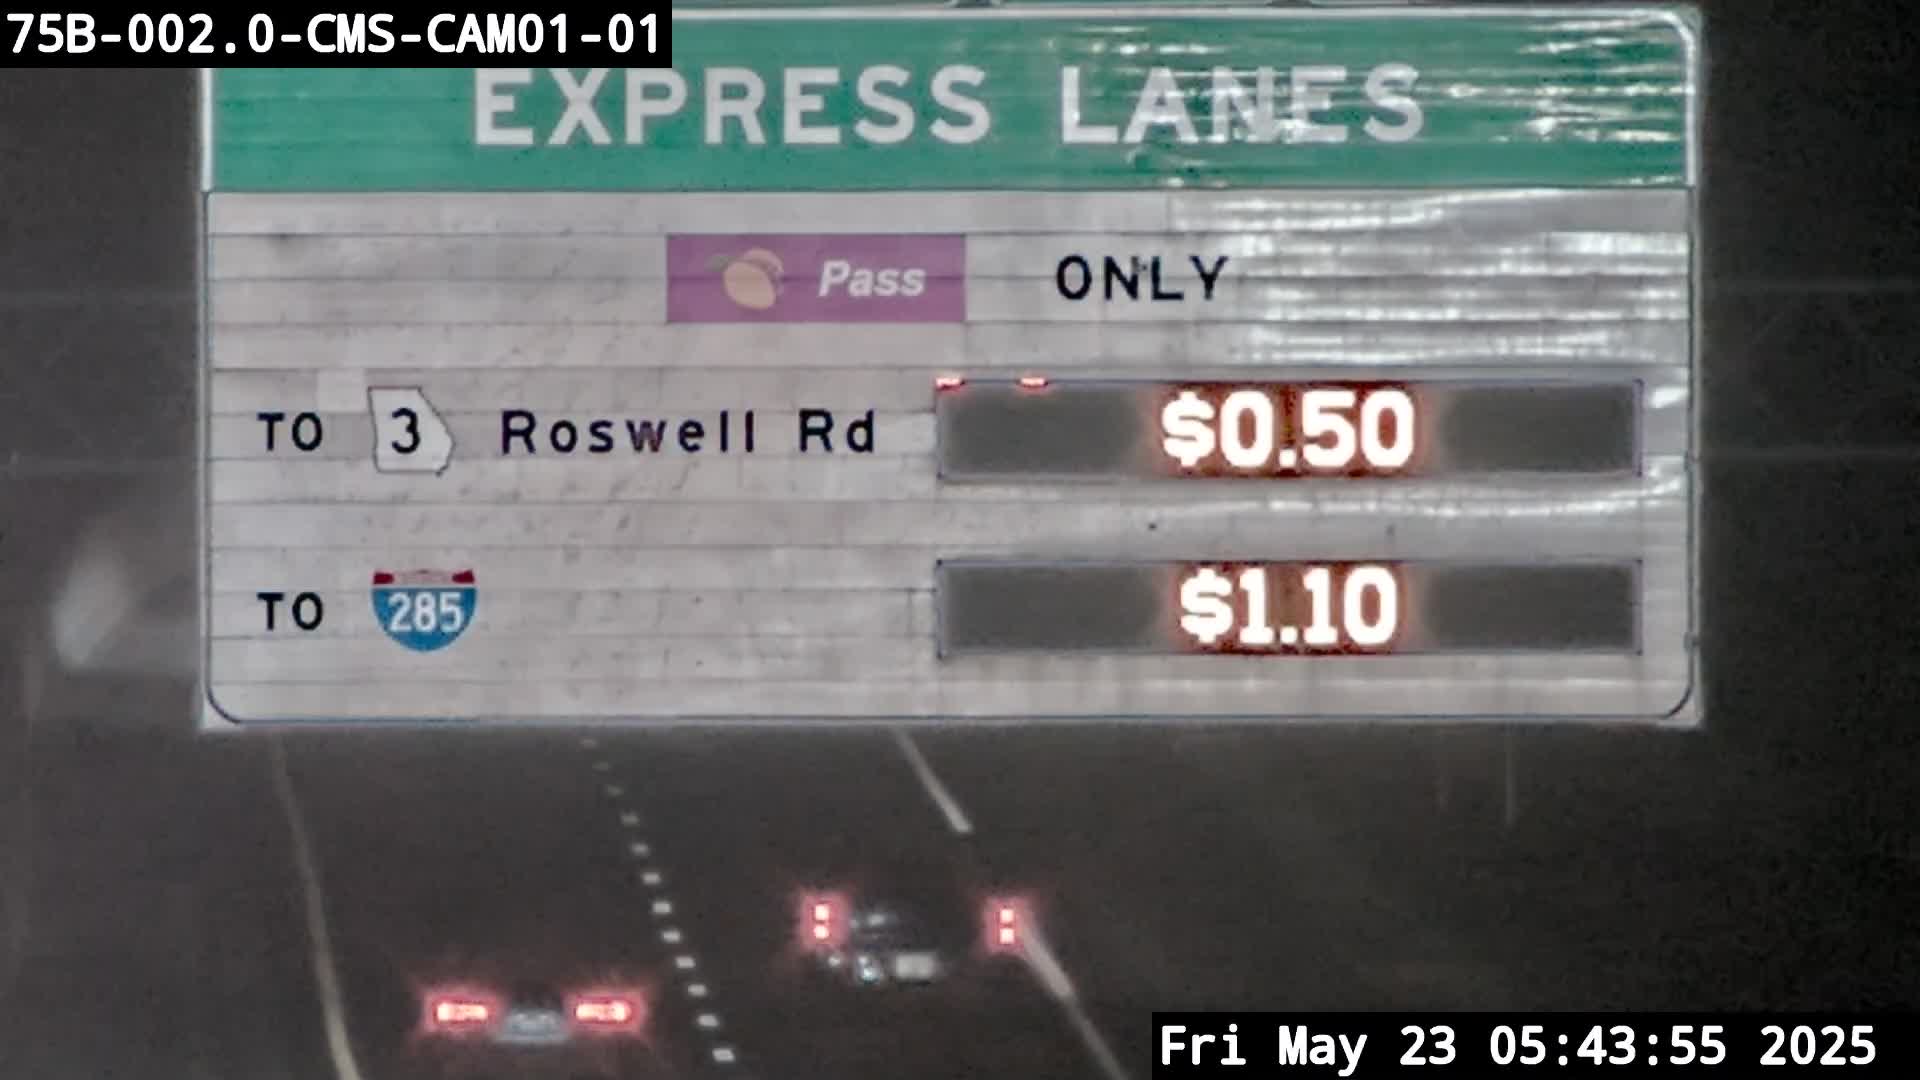 75B-002.0-CMS-CAM01-01
EXPRESS LANES
Pass ONLY
TO 3 Roswell Rd $0.50
TO 285 $1.10
Fri May 23 05:43:55 2025